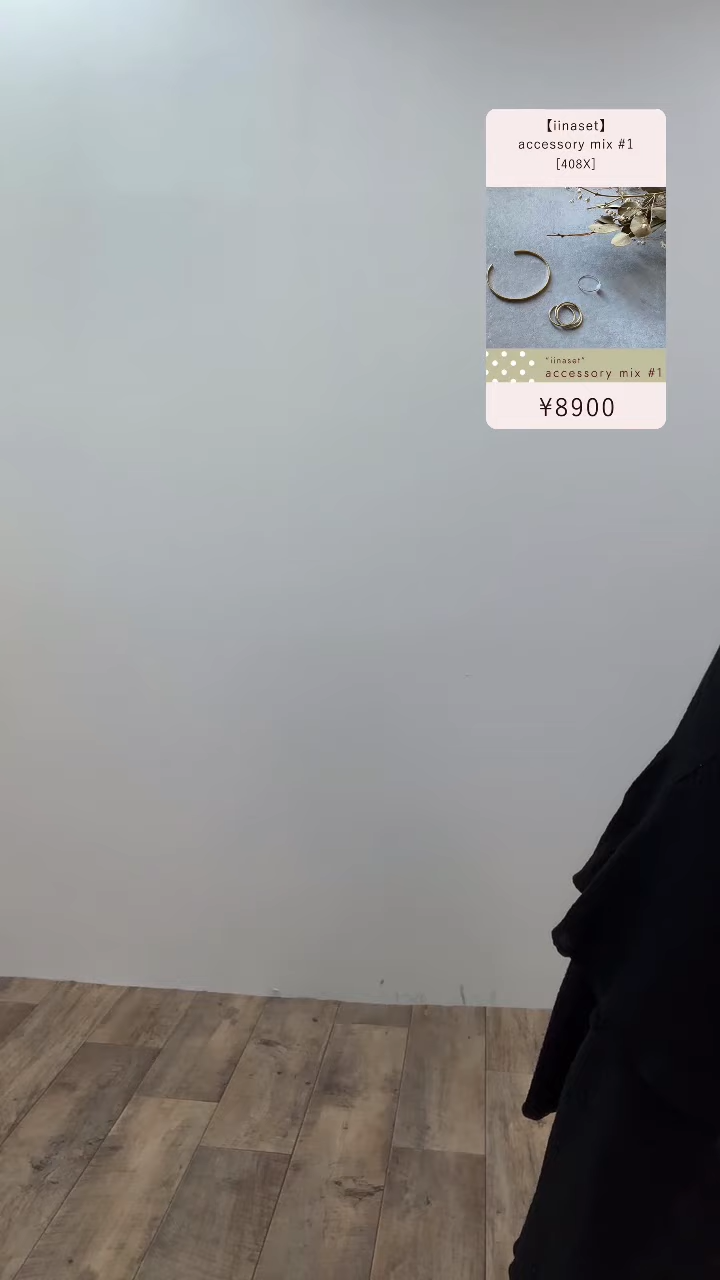 【iinaset】
accessory mix #1
[408X]
"iinaset"
accessory mix #1
¥8900